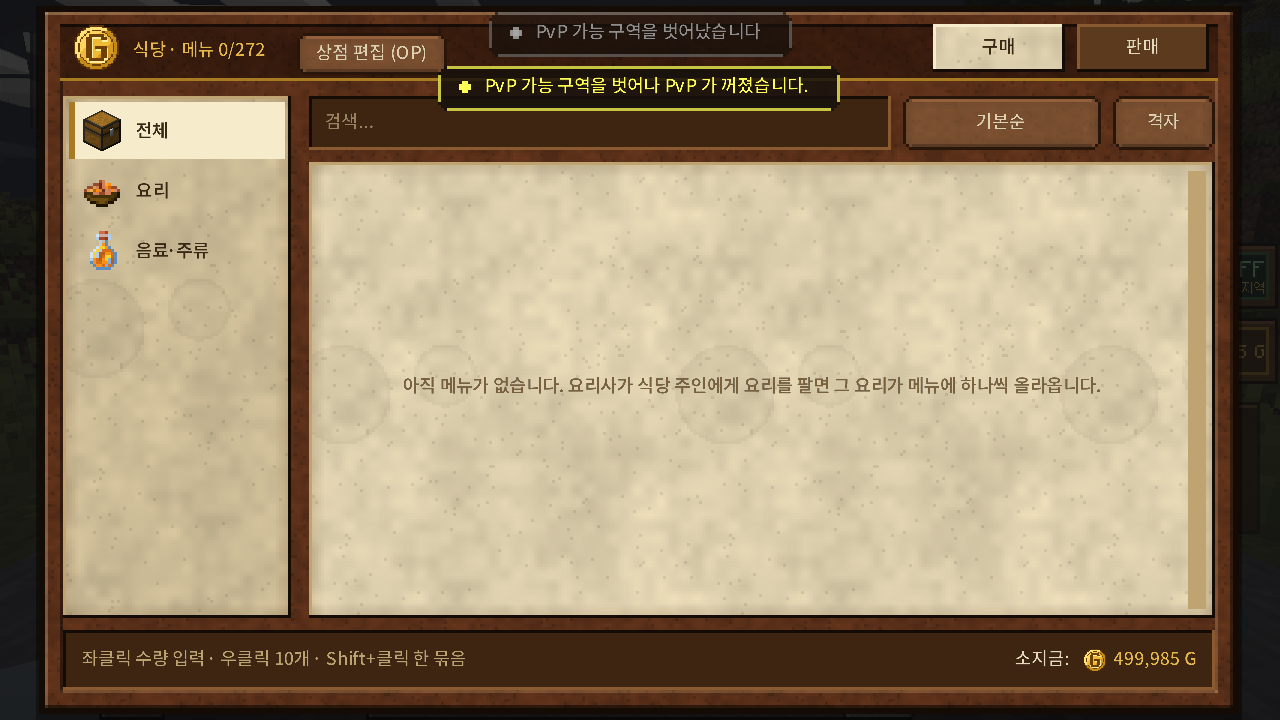 PvP 가능 구역을 벗어났습니다
식당 · 메뉴 0/272
상점 편집 (OP)
구매
판매
PvP 가능 구역을 벗어나 PvP 가 꺼졌습니다.
전체
검색...
기본순
격자
요리
음료·주류
FF
지역
G
아직 메뉴가 없습니다. 요리사가 식당 주인에게 요리를 팔면 그 요리가 메뉴에 하나씩 올라옵니다.
좌클릭 수량 입력 · 우클릭 10개 · Shift+클릭 한 묶음
소지금:
499,985 G